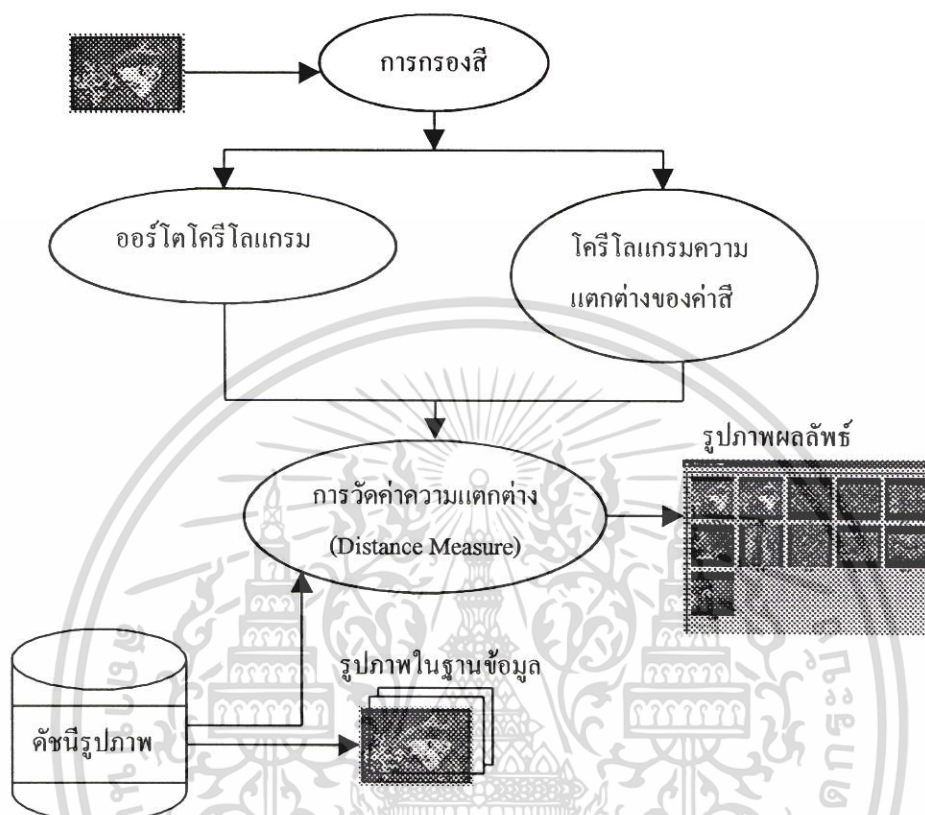 การกรองสี
ออร์โตโครีโลแกรม
โครีโลแกรมความ
แตกต่างของค่าสี
รูปภาพผลลัพธ์
การวัดค่าความแตกต่าง
(Distance Measure)
รูปภาพในฐานข้อมูล
ดัชนีรูปภาพ